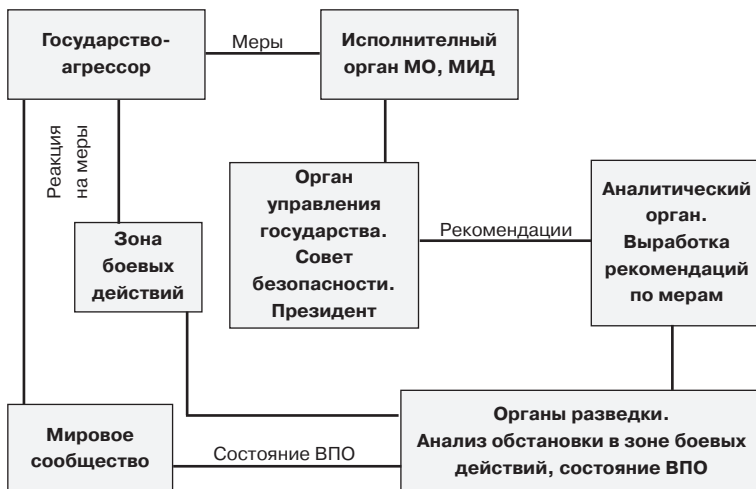 Государство-
агрессор
Меры
Исполнителный
орган МО, МИД
Реакция
на меры
Зона
боевых
действий
Орган
управления
государства.
Совет
безопасности.
Президент
Рекомендации
Аналитический
орган.
Выработка
рекомендаций
по мерам
Мировое
сообщество
Состояние ВПО
Органы разведки.
Анализ обстановки в зоне боевых
действий, состояние ВПО